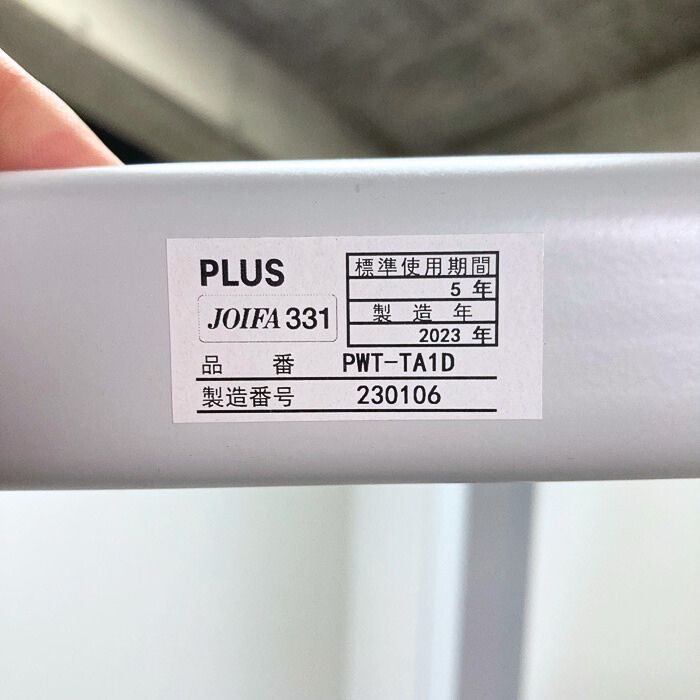 PLUS
JOIFA 331
標準使用期間
5 年
製造年
2023 年
品番 PWT-TA1D
製造番号 230106